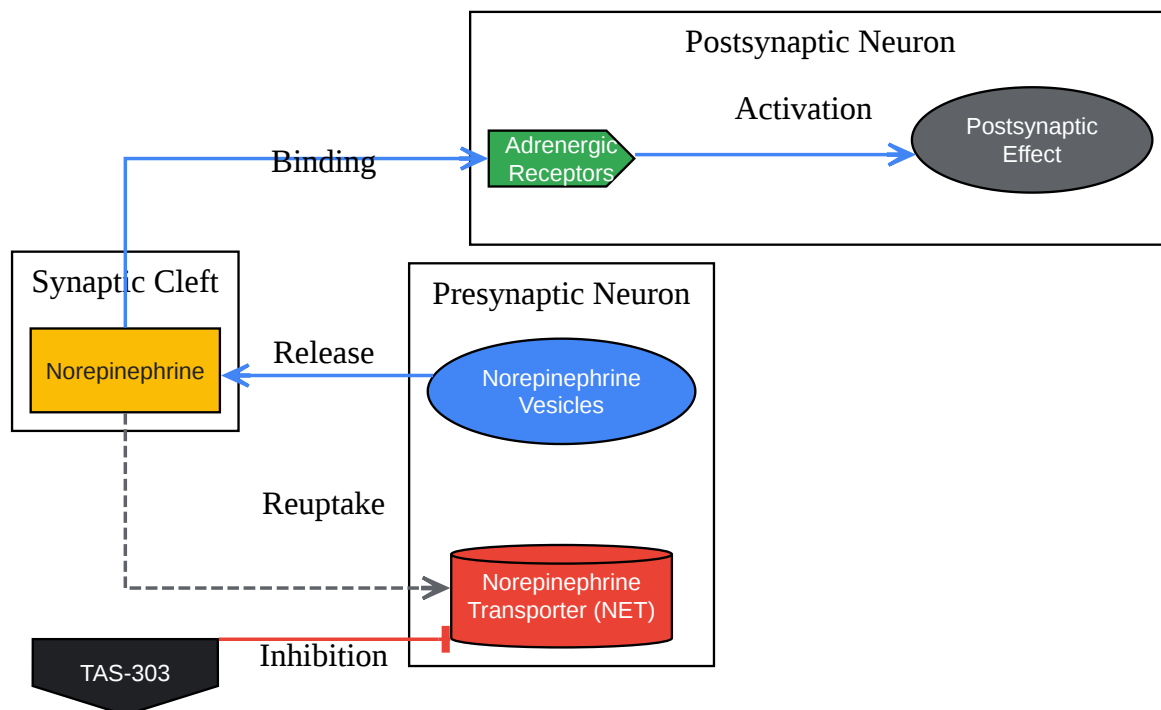 Postsynaptic Neuron
Activation
Postsynaptic
Effect
Adrenergic
Receptors
Binding
Synaptic Cleft
Norepinephrine
Release
Presynaptic Neuron
Norepinephrine
Vesicles
Reuptake
Norepinephrine
Transporter (NET)
Inhibition
TAS-303